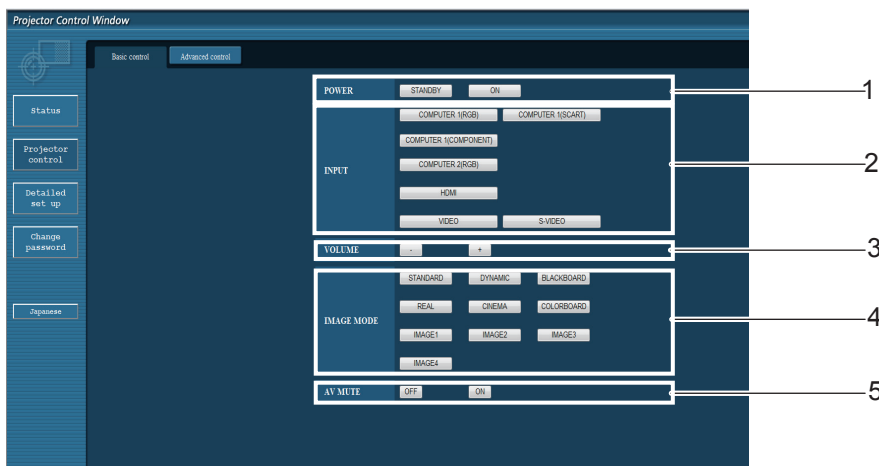 Projector Control Window
Basic control Advanced control
Status
Projector control
Detailed set up
Change password
Japanese
POWER STANDBY ON 1
INPUT
COMPUTER 1(RGB) COMPUTER 1(SCART)
COMPUTER 1(COMPONENT)
COMPUTER 2(RGB)
HDMI
VIDEO S-VIDEO
2
VOLUME - + 3
IMAGE MODE
STANDARD DYNAMIC BLACKBOARD
REAL CINEMA COLORBOARD
IMAGE1 IMAGE2 IMAGE3
IMAGE4
4
AV MUTE OFF ON 5